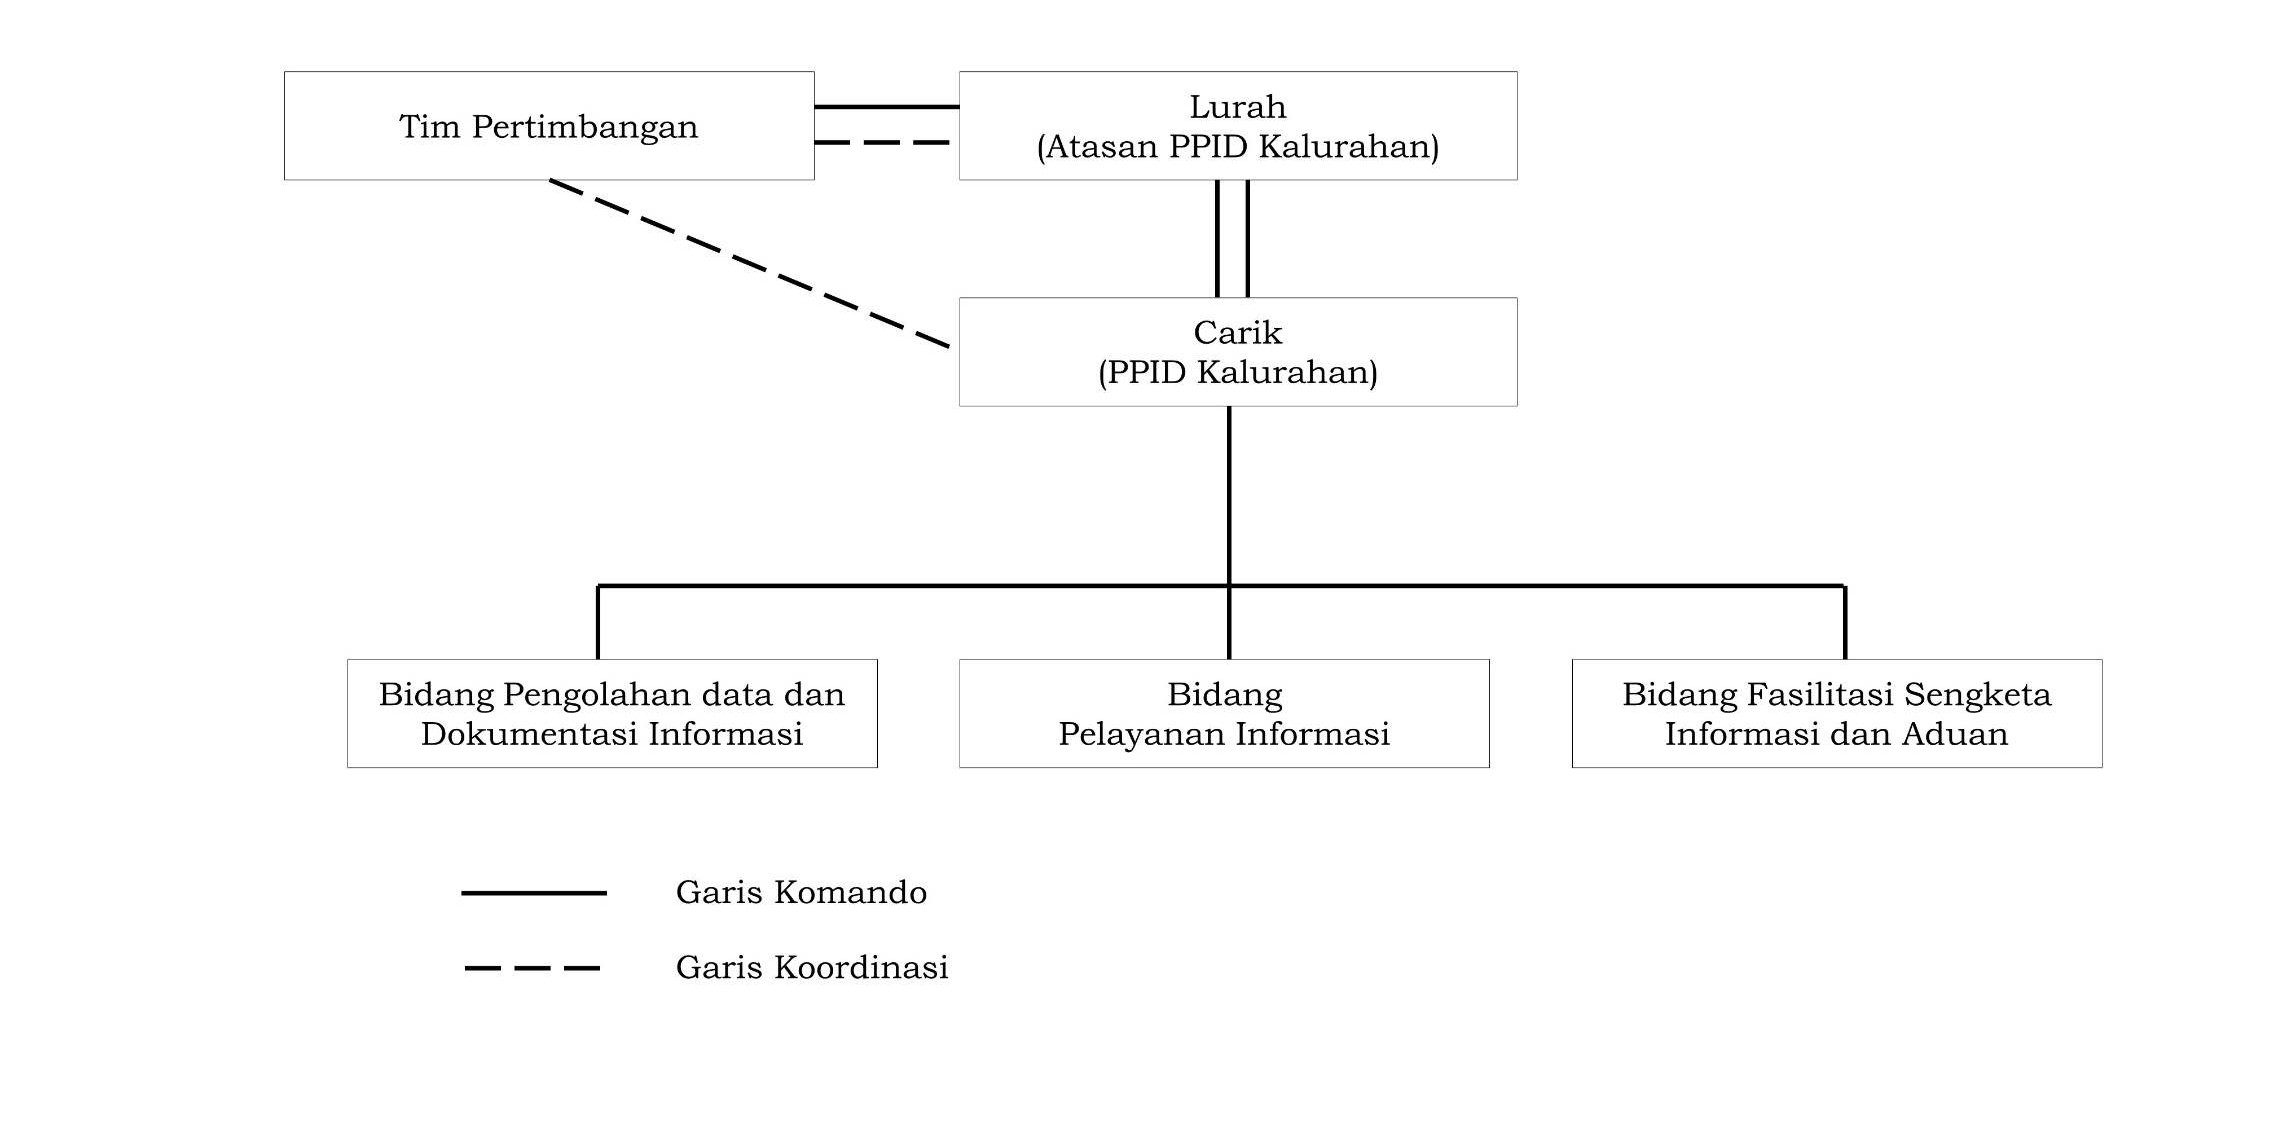 Tim Pertimbangan
Lurah
(Atasan PPID Kalurahan)
Carik
(PPID Kalurahan)
Bidang Pengolahan data dan
Dokumentasi Informasi
Bidang
Pelayanan Informasi
Bidang Fasilitasi Sengketa
Informasi dan Aduan
Garis Komando
Garis Koordinasi